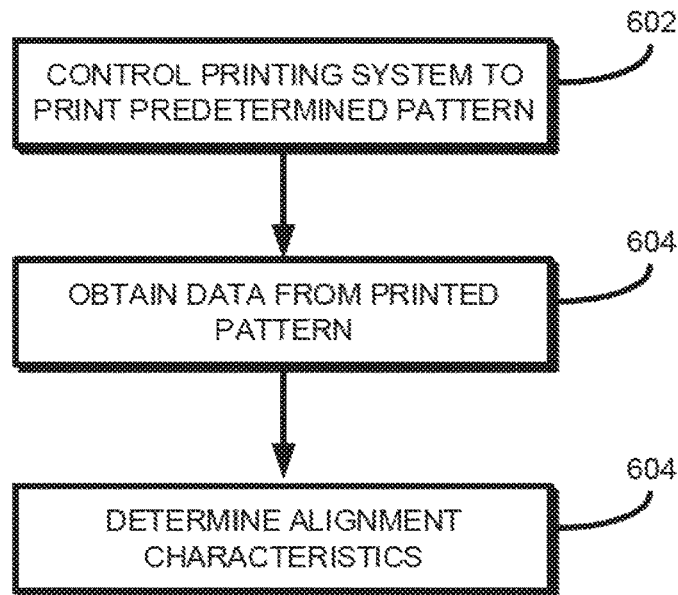 602
CONTROL PRINTING SYSTEM TO
PRINT PREDETERMINED PATTERN
604
OBTAIN DATA FROM PRINTED
PATTERN
604
DETERMINE ALIGNMENT
CHARACTERISTICS